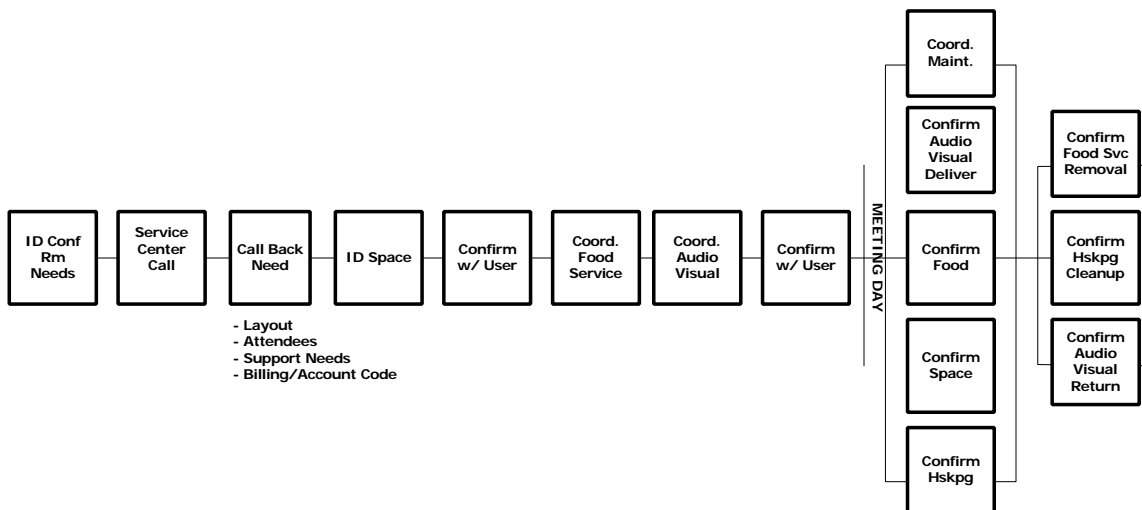 ID Conf
Rm
Needs
Service
Center
Call
Call Back
Need
- Layout
- Attendees
- Support Needs
- Billing/Account Code
ID Space
Confirm
w/ User
Coord.
Food
Service
Coord.
Audio
Visual
Confirm
w/ User
MEETING DAY
Coord.
Maint.
Confirm
Audio
Visual
Deliver
Confirm
Food
Confirm
Space
Confirm
Hskpg
Confirm
Food Svc
Removal
Confirm
Hskpg
Cleanup
Confirm
Audio
Visual
Return